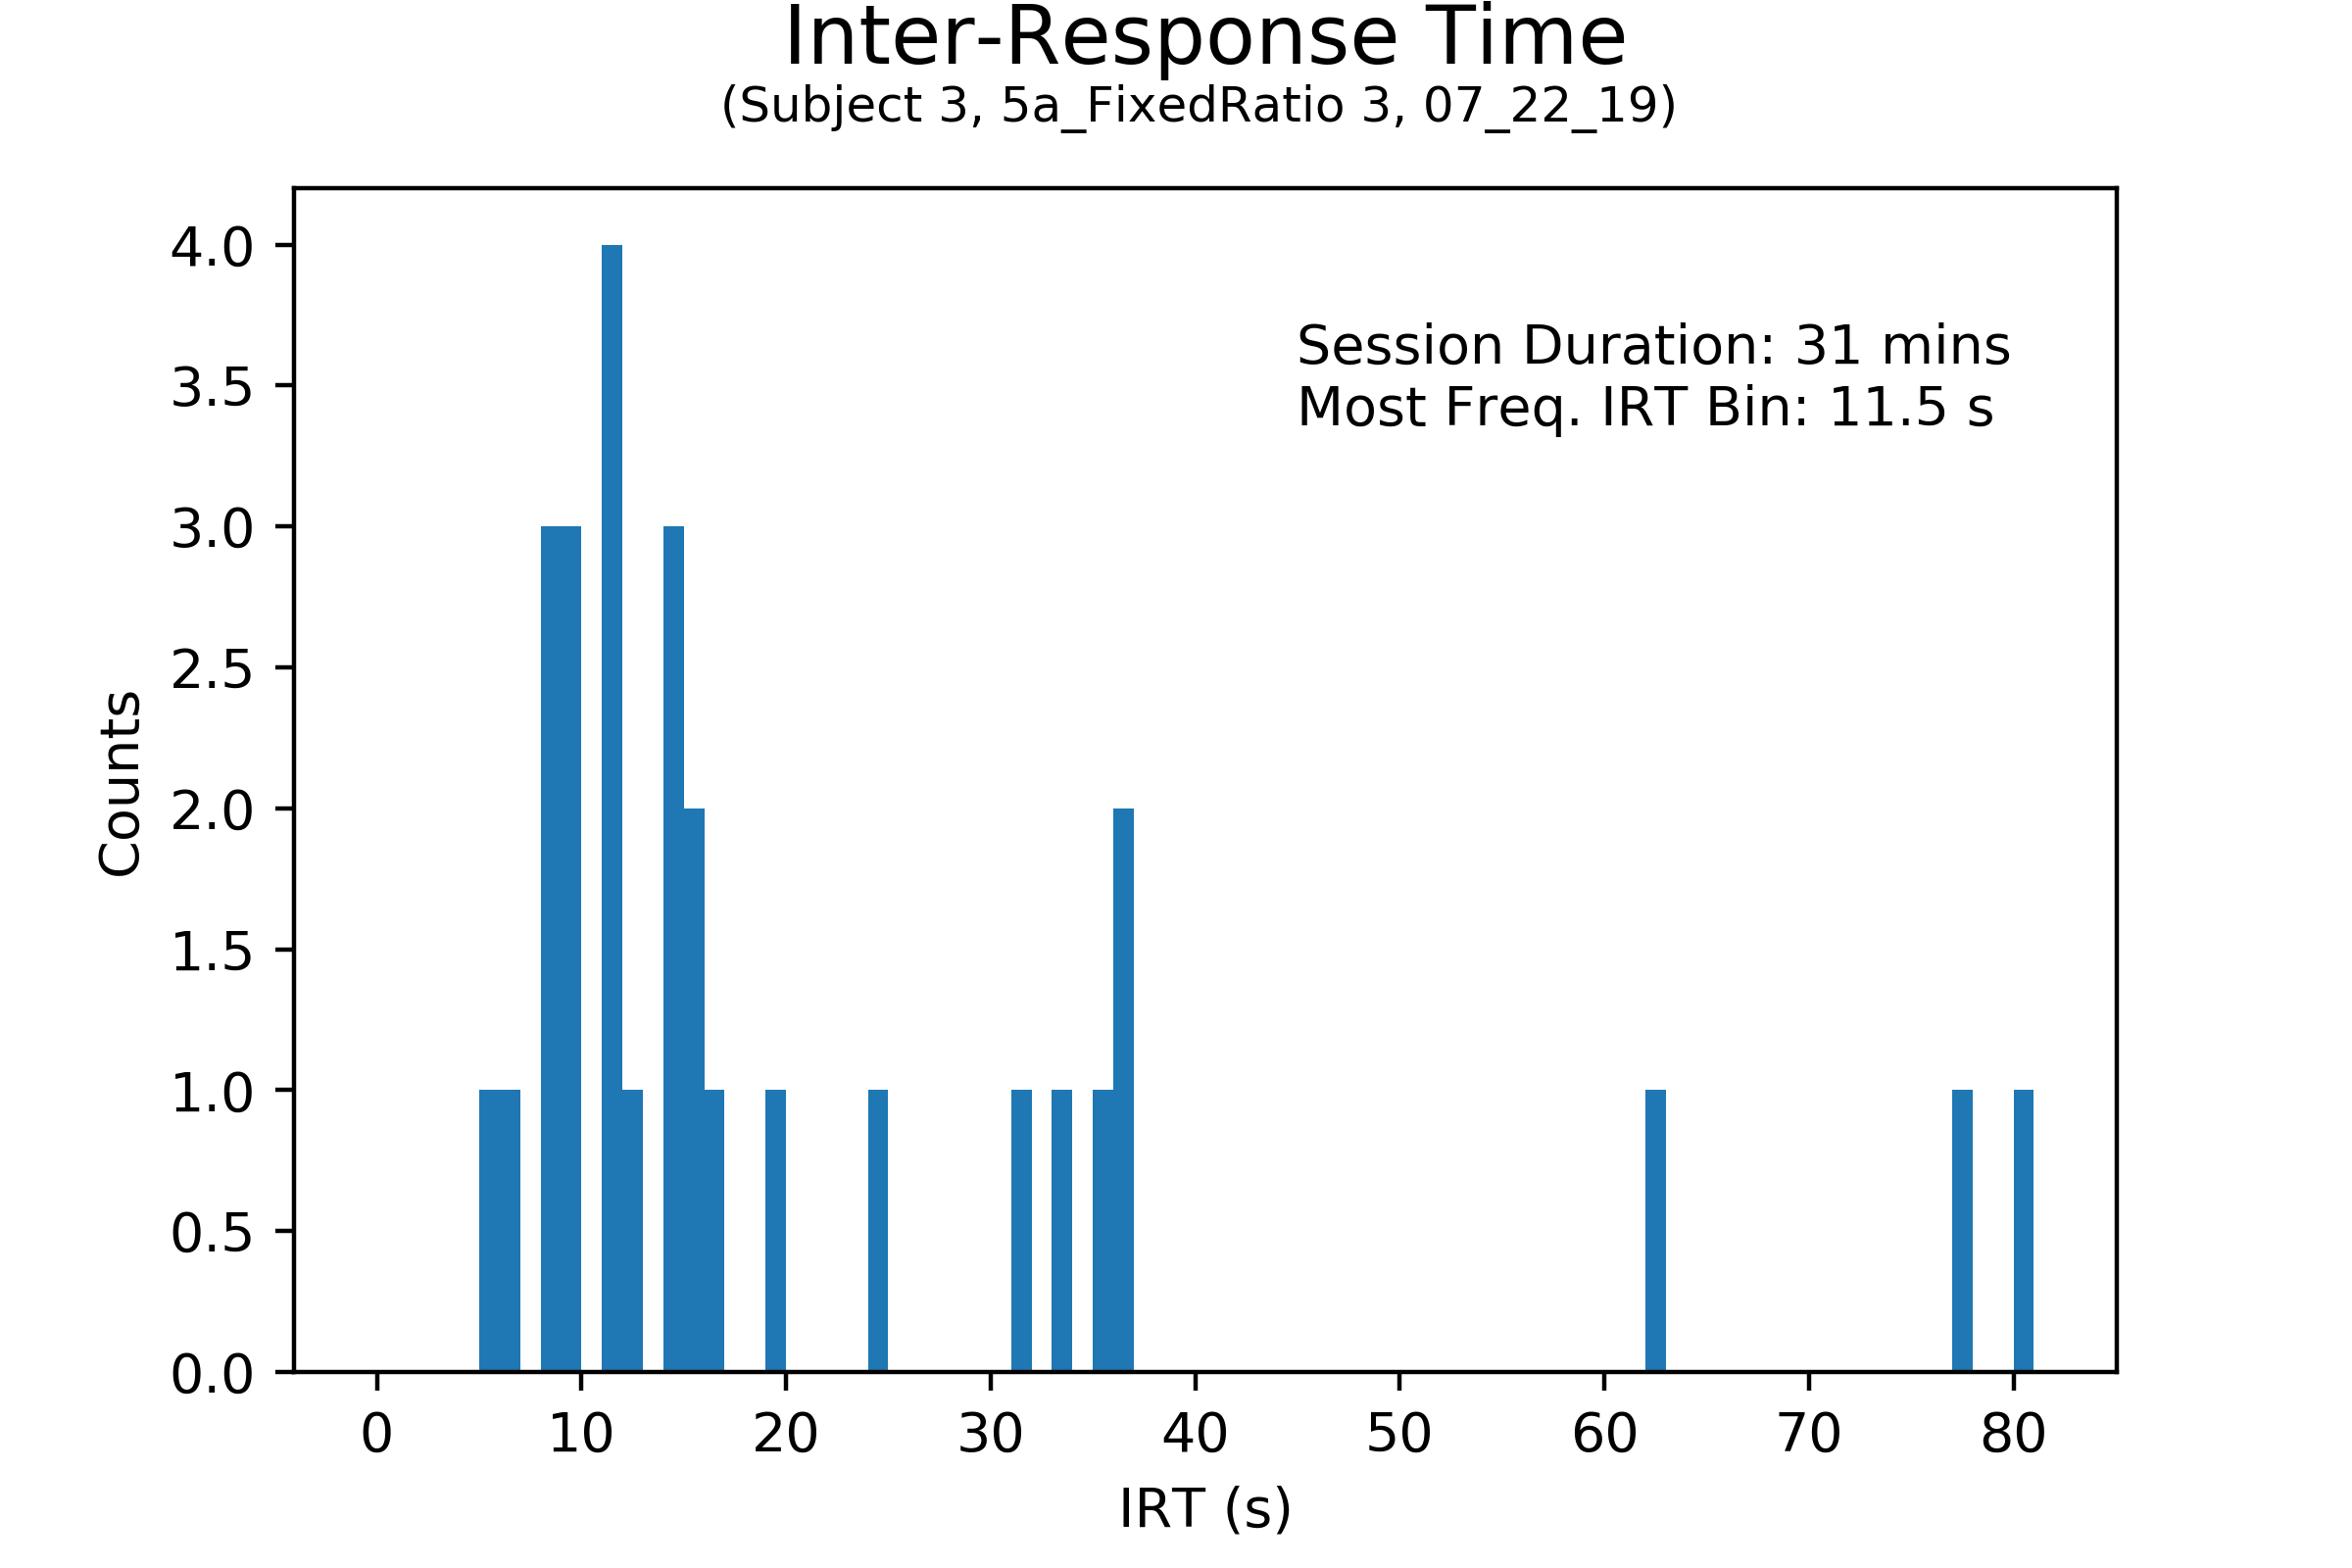 Inter-Response Time
(Subject 3, 5a_FixedRatio 3, 07_22_19)
4.0
3.5
3.0
2.5
2.0
1.5
1.0
0.5
0.0
Counts
Session Duration: 31 mins
Most Freq. IRT Bin: 11.5 s
0 10 20 30 40 50 60 70 80
IRT (s)